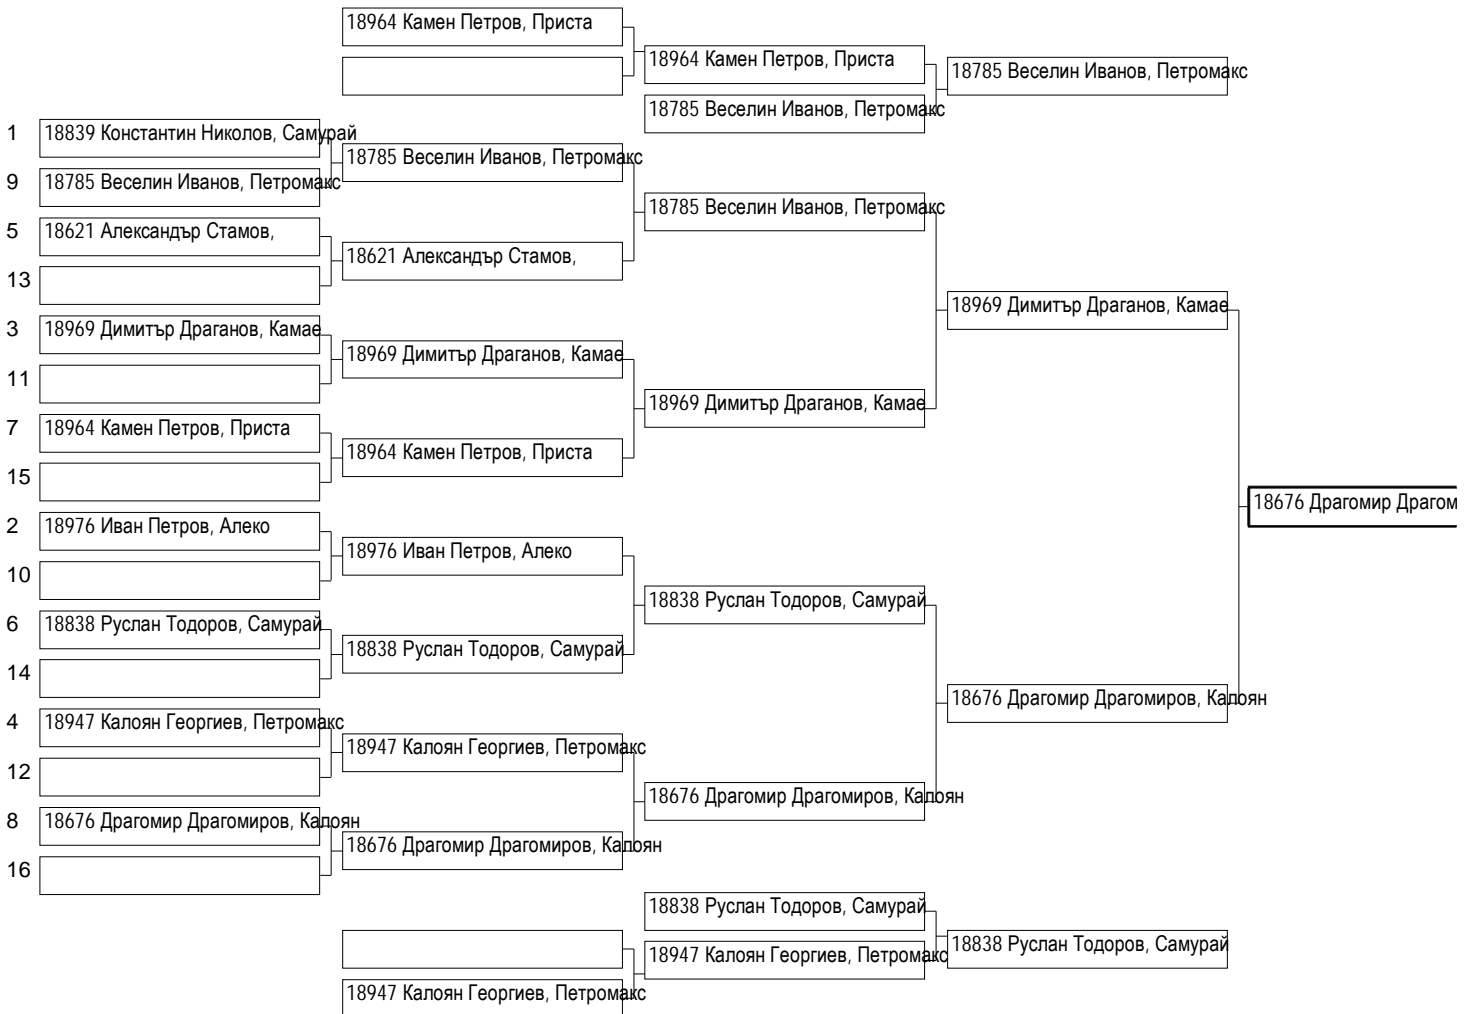 18964 Камен Петров, Приста
18964 Камен Петров, Приста
18785 Веселин Иванов, Петромакс
18785 Веселин Иванов, Петромакс
1 18839 Константин Николов, Самурай
18785 Веселин Иванов, Петромакс
9 18785 Веселин Иванов, Петромакс
18785 Веселин Иванов, Петромакс
5 18621 Александър Стамов,
18621 Александър Стамов,
13
18969 Димитър Драганов, Камае
3 18969 Димитър Драганов, Камае
18969 Димитър Драганов, Камае
11
18969 Димитър Драганов, Камае
7 18964 Камен Петров, Приста
18964 Камен Петров, Приста
15
18676 Драгомир Драгом
2 18976 Иван Петров, Алеко
18976 Иван Петров, Алеко
10
18838 Руслан Тодоров, Самурай
6 18838 Руслан Тодоров, Самурай
18838 Руслан Тодоров, Самурай
14
18676 Драгомир Драгомиров, Калоян
4 18947 Калоян Георгиев, Петромакс
18947 Калоян Георгиев, Петромакс
12
18676 Драгомир Драгомиров, Калоян
8 18676 Драгомир Драгомиров, Калоян
18676 Драгомир Драгомиров, Калоян
16
18838 Руслан Тодоров, Самурай
18838 Руслан Тодоров, Самурай
18947 Калоян Георгиев, Петромакс
18947 Калоян Георгиев, Петромакс